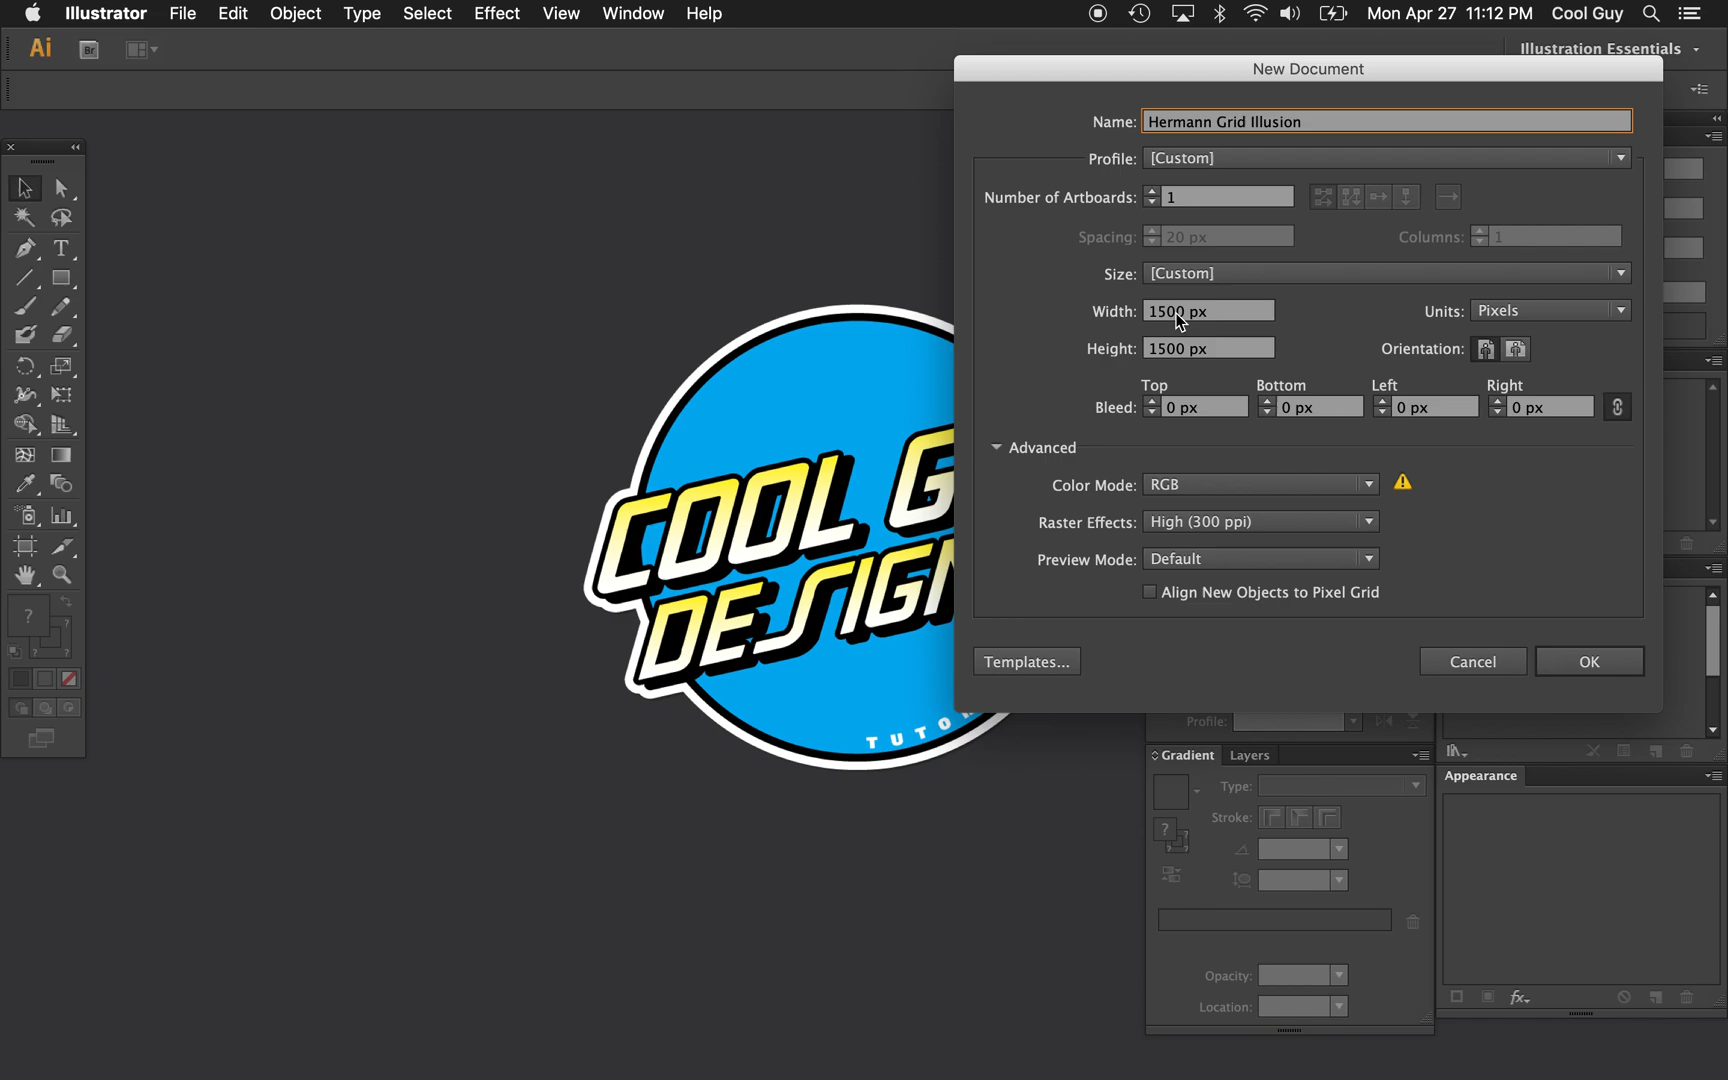 Illustrator File Edit Object Type Select Effect View Window Help Mon Apr 27 11:12 PM Cool Guy
Ai Br Illustration Essentials
New Document
Name: Hermann Grid Illusion
Profile: [Custom]
Number of Artboards: 1
Spacing: 20 px Columns: 1
Size: [Custom]
Width: 1500 px Units: Pixels
Height: 1500 px Orientation:
Top Bottom Left Right
Bleed: 0 px 0 px 0 px 0 px
Advanced
Color Mode: RGB
Raster Effects: High (300 ppi)
Preview Mode: Default
Align New Objects to Pixel Grid
Templates... Cancel OK
COOL G
DESIGN
TUTO
Profile:
Gradient Layers
Type:
Stroke:
Opacity:
Location:
Appearance
fx